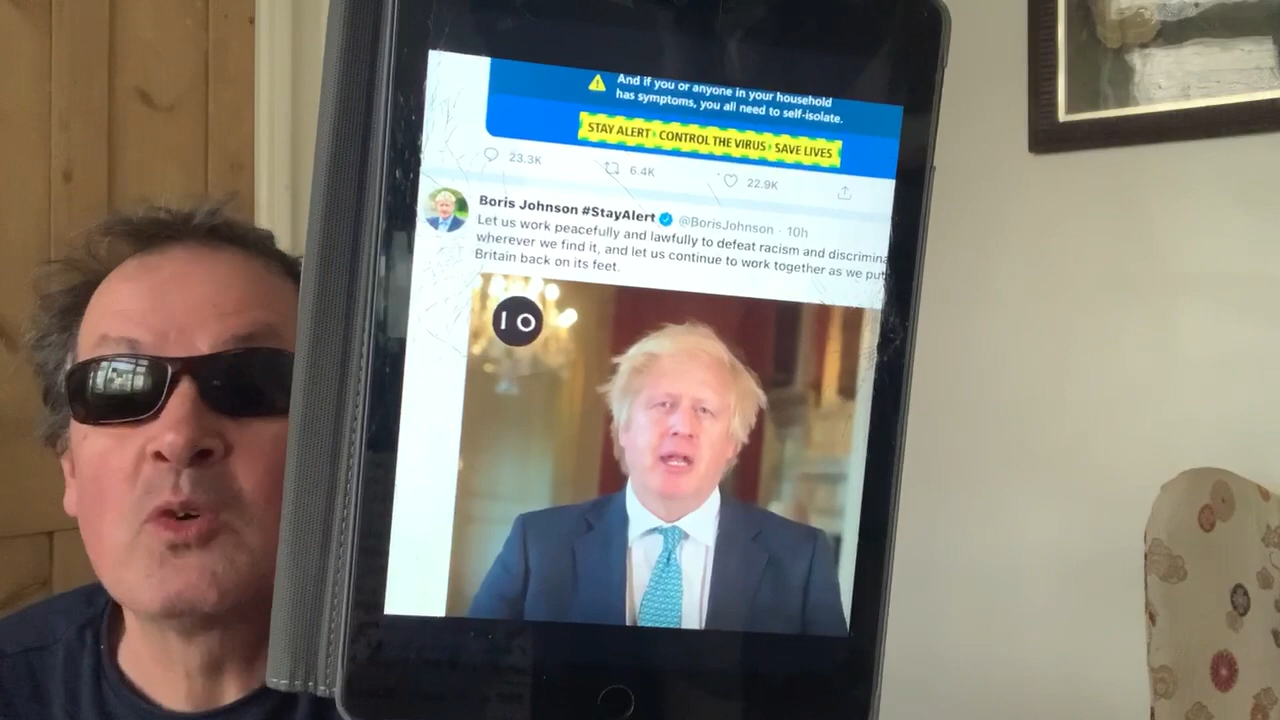 And if you or anyone in your household
has symptoms, you all need to self-isolate.
STAY ALERT CONTROL THE VIRUS SAVE LIVES
23.3K 6.4K 22.9K
Boris Johnson #StayAlert @BorisJohnson · 10h
Let us work peacefully and lawfully to defeat racism and discrimina
wherever we find it, and let us continue to work together as we put
Britain back on its feet.
10